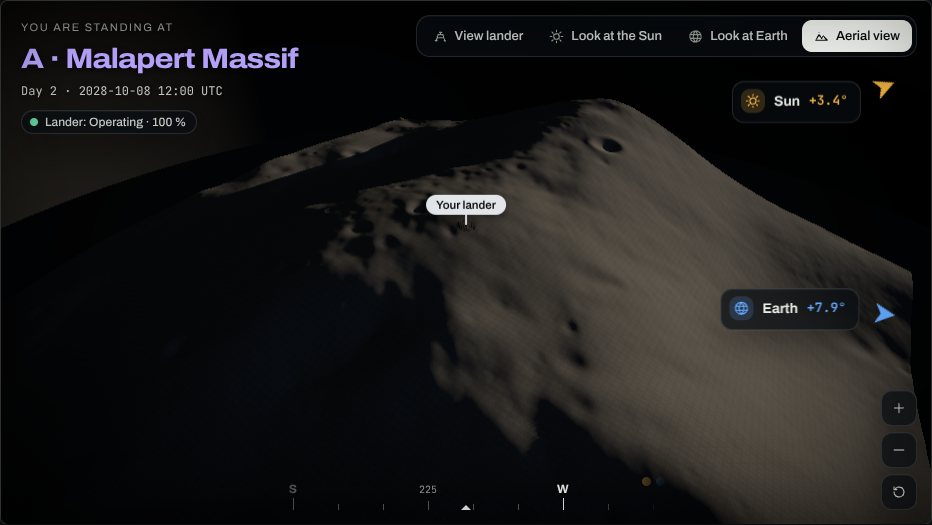 YOU ARE STANDING AT
A · Malapert Massif
Day 2 · 2028-10-08 12:00 UTC
Lander: Operating · 100 %
View lander
Look at the Sun
Look at Earth
Aerial view
Sun +3.4°
Your lander
Earth +7.9°
S
225
W